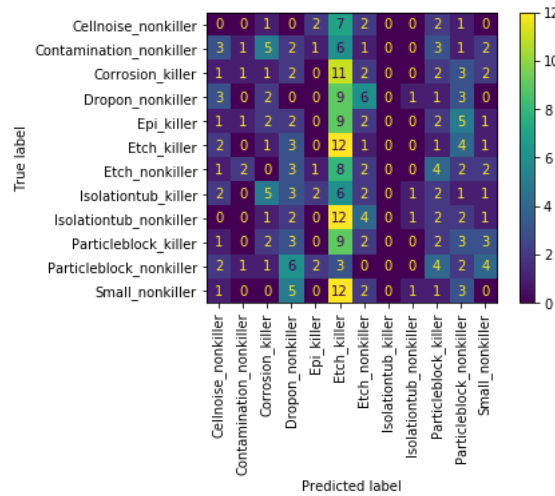 Cellnoise_nonkiller 0 0 1 0 2 7 2 0 0 2 1 0
Contamination_nonkiller 3 1 5 2 1 6 1 0 0 3 1 2
Corrosion_killer 1 1 1 2 0 11 2 0 0 2 3 2
Dropon_nonkiller 3 0 2 0 0 9 6 0 1 1 3 0
Epi_killer 1 1 2 2 0 9 2 0 0 2 5 1
Etch_killer 2 0 1 3 0 12 1 0 0 1 4 1
Etch_nonkiller 1 2 0 3 1 8 2 0 0 4 2 2
Isolationtub_killer 2 0 5 3 2 6 2 0 1 2 1 1
Isolationtub_nonkiller 0 0 1 2 0 12 4 0 1 2 2 1
Particleblock_killer 1 0 2 3 0 9 2 0 0 2 3 3
Particleblock_nonkiller 2 1 1 6 2 3 0 0 0 4 2 4
Small_nonkiller 1 0 0 5 0 12 2 0 1 1 3 0
True label
Cellnoise_nonkiller
Contamination_nonkiller
Corrosion_killer
Dropon_nonkiller
Epi_killer
Etch_killer
Etch_nonkiller
Isolationtub_killer
Isolationtub_nonkiller
Particleblock_killer
Particleblock_nonkiller
Small_nonkiller
Predicted label
12
10
8
6
4
2
0